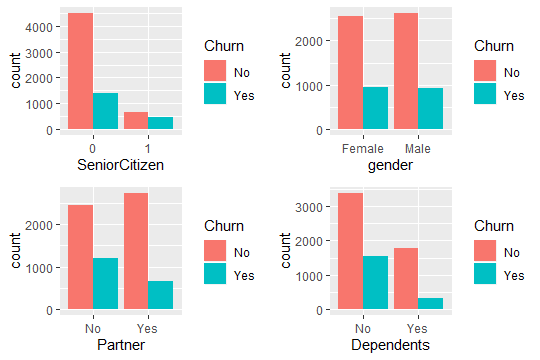 4000
3000
2000
1000
0
count
0 1
SeniorCitizen
Churn
No
Yes
2000
1000
0
count
Female Male
gender
Churn
No
Yes
2000
1000
0
count
No Yes
Partner
Churn
No
Yes
3000
2000
1000
0
count
No Yes
Dependents
Churn
No
Yes